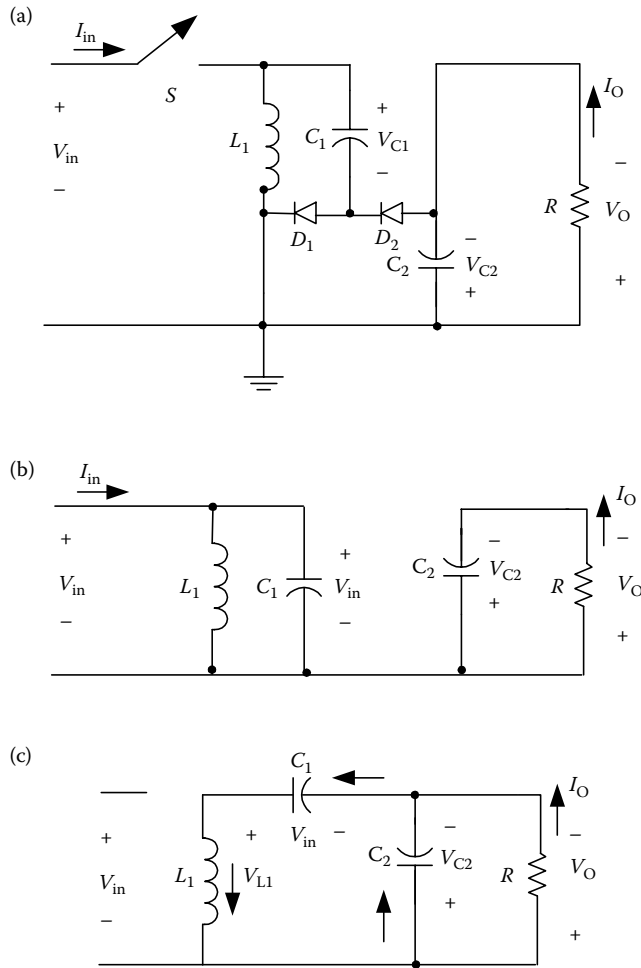 (a)
I_in
S
+
V_in
−
L_1
C_1
+
V_C1
−
D_1
D_2
C_2
−
V_C2
+
I_O
−
R
V_O
+
(b)
I_in
+
V_in
−
L_1
C_1
+
V_in
−
C_2
−
V_C2
+
I_O
−
R
V_O
+
(c)
+
V_in
−
L_1
+
V_L1
C_1
V_in
−
C_2
−
V_C2
+
I_O
−
R
V_O
+